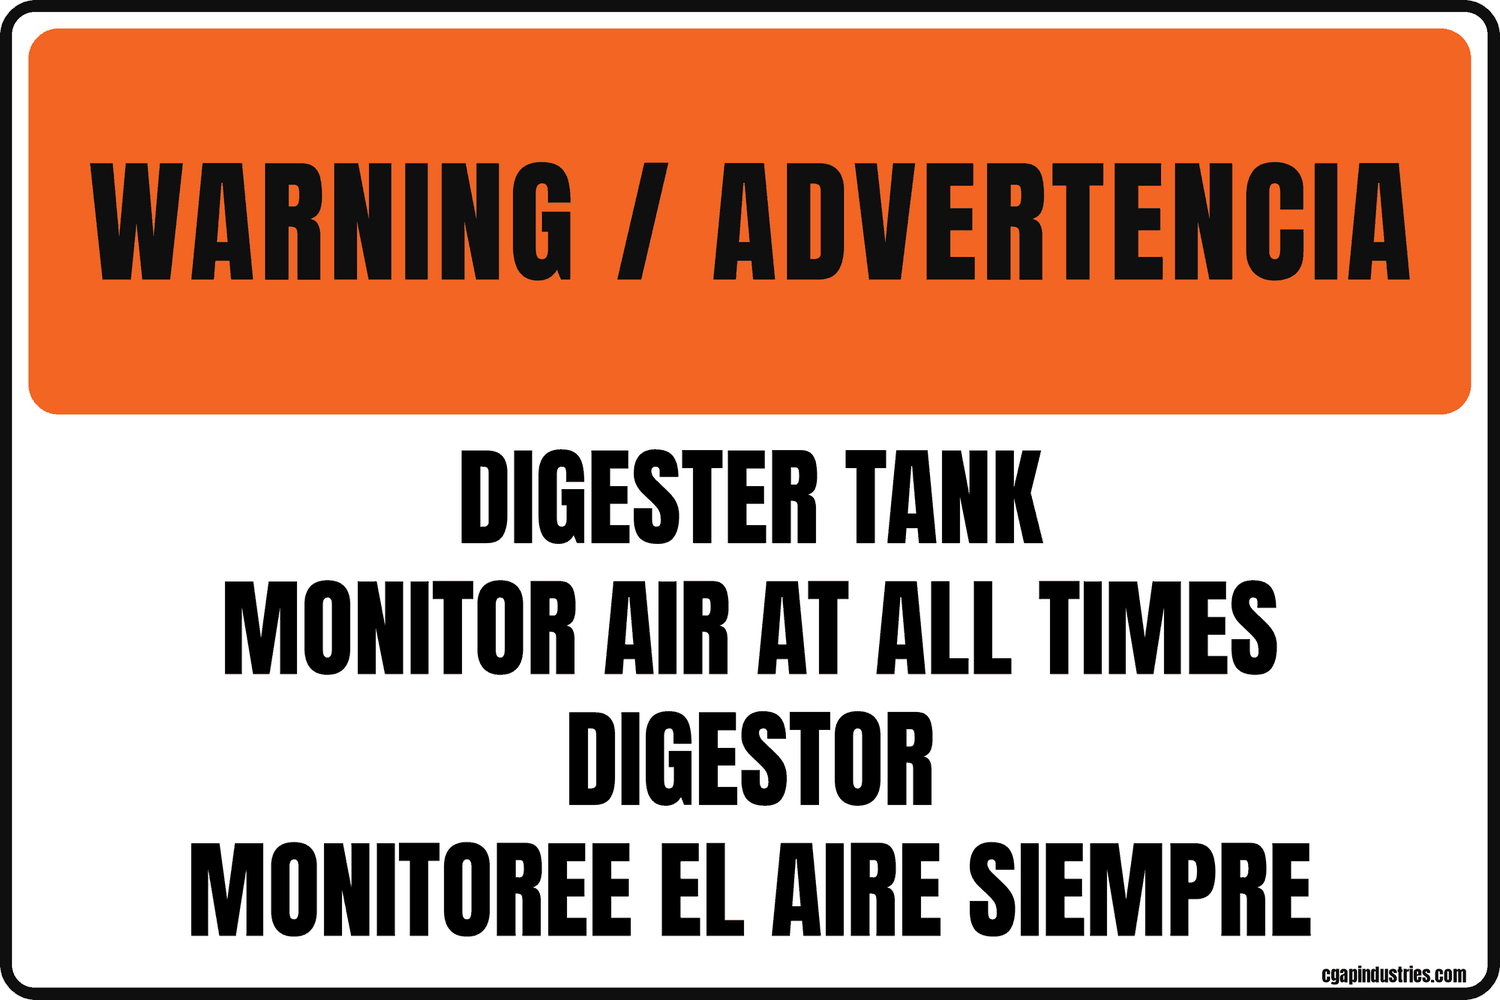 WARNING / ADVERTENCIA
DIGESTER TANK
MONITOR AIR AT ALL TIMES
DIGESTOR
MONITOREE EL AIRE SIEMPRE
cgapindustries.com